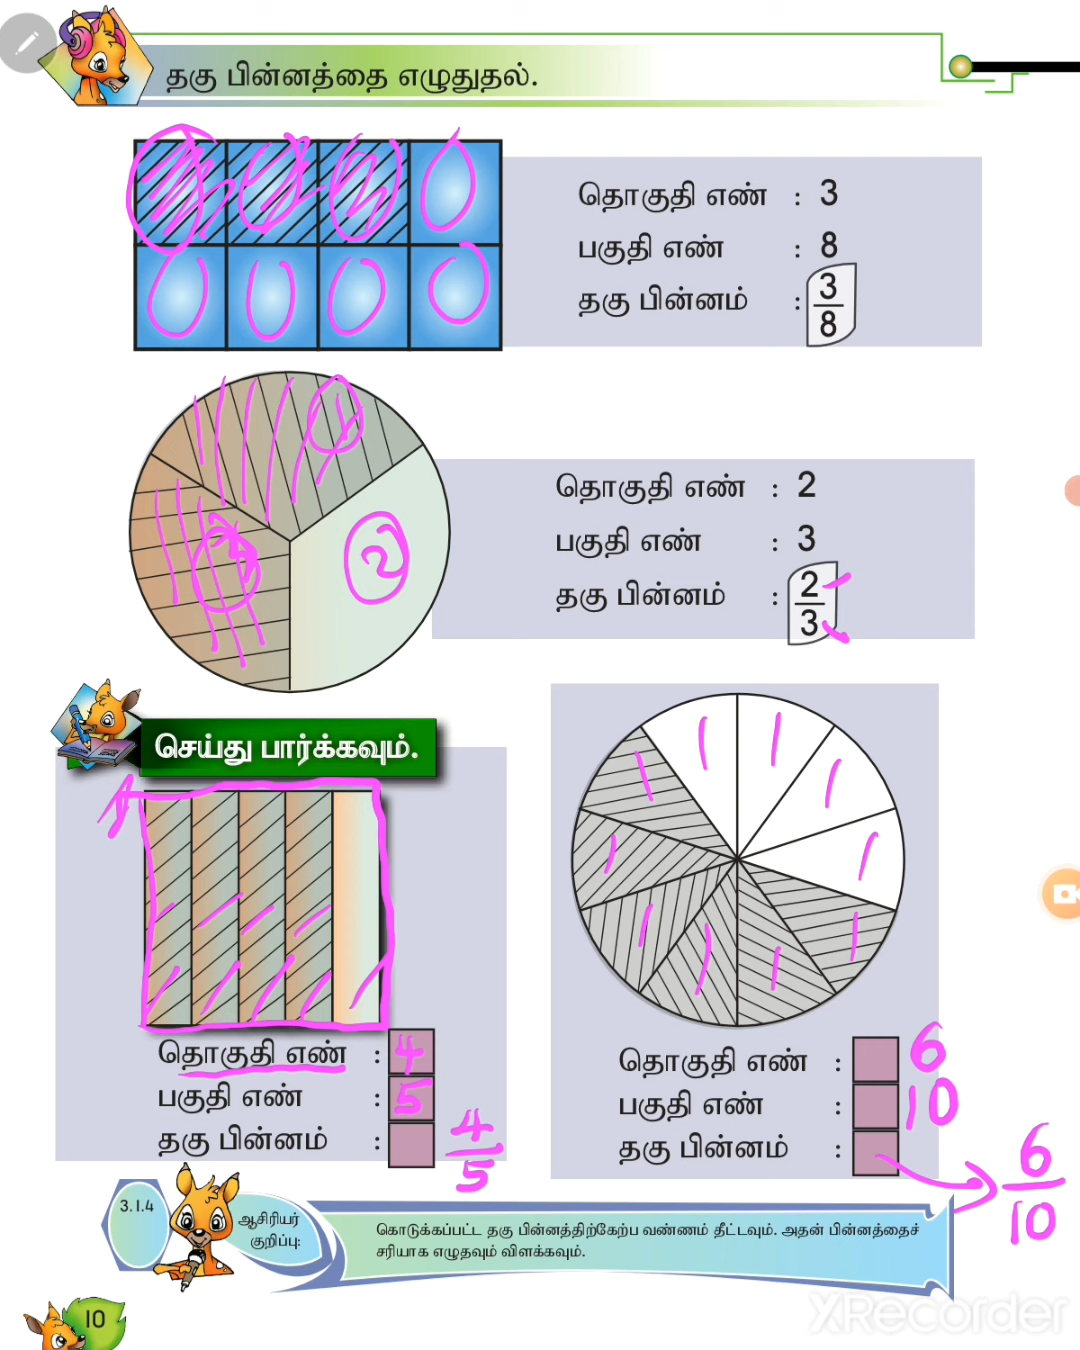 தகு பின்னத்தை எழுதுதல்.
தொகுதி எண் : 3
பகுதி எண் : 8
தகு பின்னம் : 3/8
1
2
தொகுதி எண் : 2
பகுதி எண் : 3
தகு பின்னம் : 2/3
செய்து பார்க்கவும்.
தொகுதி எண் : 4
பகுதி எண் : 5
தகு பின்னம் : 4/5
தொகுதி எண் : 6
பகுதி எண் : 10
தகு பின்னம் : 6/10
3.1.4
ஆசிரியர்
குறிப்பு:
கொடுக்கப்பட்ட தகு பின்னத்திற்கேற்ப வண்ணம் தீட்டவும். அதன் பின்னத்தைச்
சரியாக எழுதவும் விளக்கவும்.
10
XRecorder